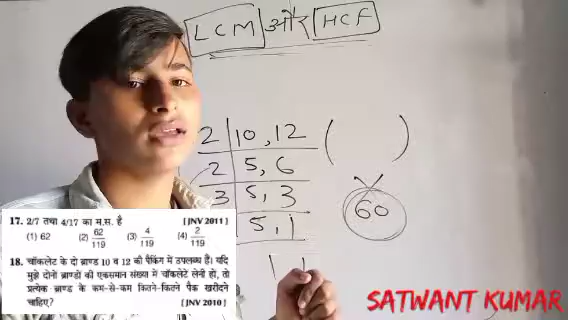 LCM और HCF
2 | 10, 12 ( )
2 | 5, 6
3 | 5, 3
5, 1
60
1 1
17. 2/7 तथा 4/17 का म.स. है [JNV 2011]
(1) 62 (2) 62/119 (3) 4/119 (4) 2/119
18. चॉकलेट के दो ब्राण्ड 10 व 12 की पैकिंग में उपलब्ध हैं। यदि
मुझे दोनों ब्राण्डों की एकसमान संख्या में चॉकलेटें लेनी हों, तो
प्रत्येक ब्राण्ड के कम-से-कम कितने-कितने पैक खरीदने
चाहिए? [JNV 2010]
SATWANT KUMAR